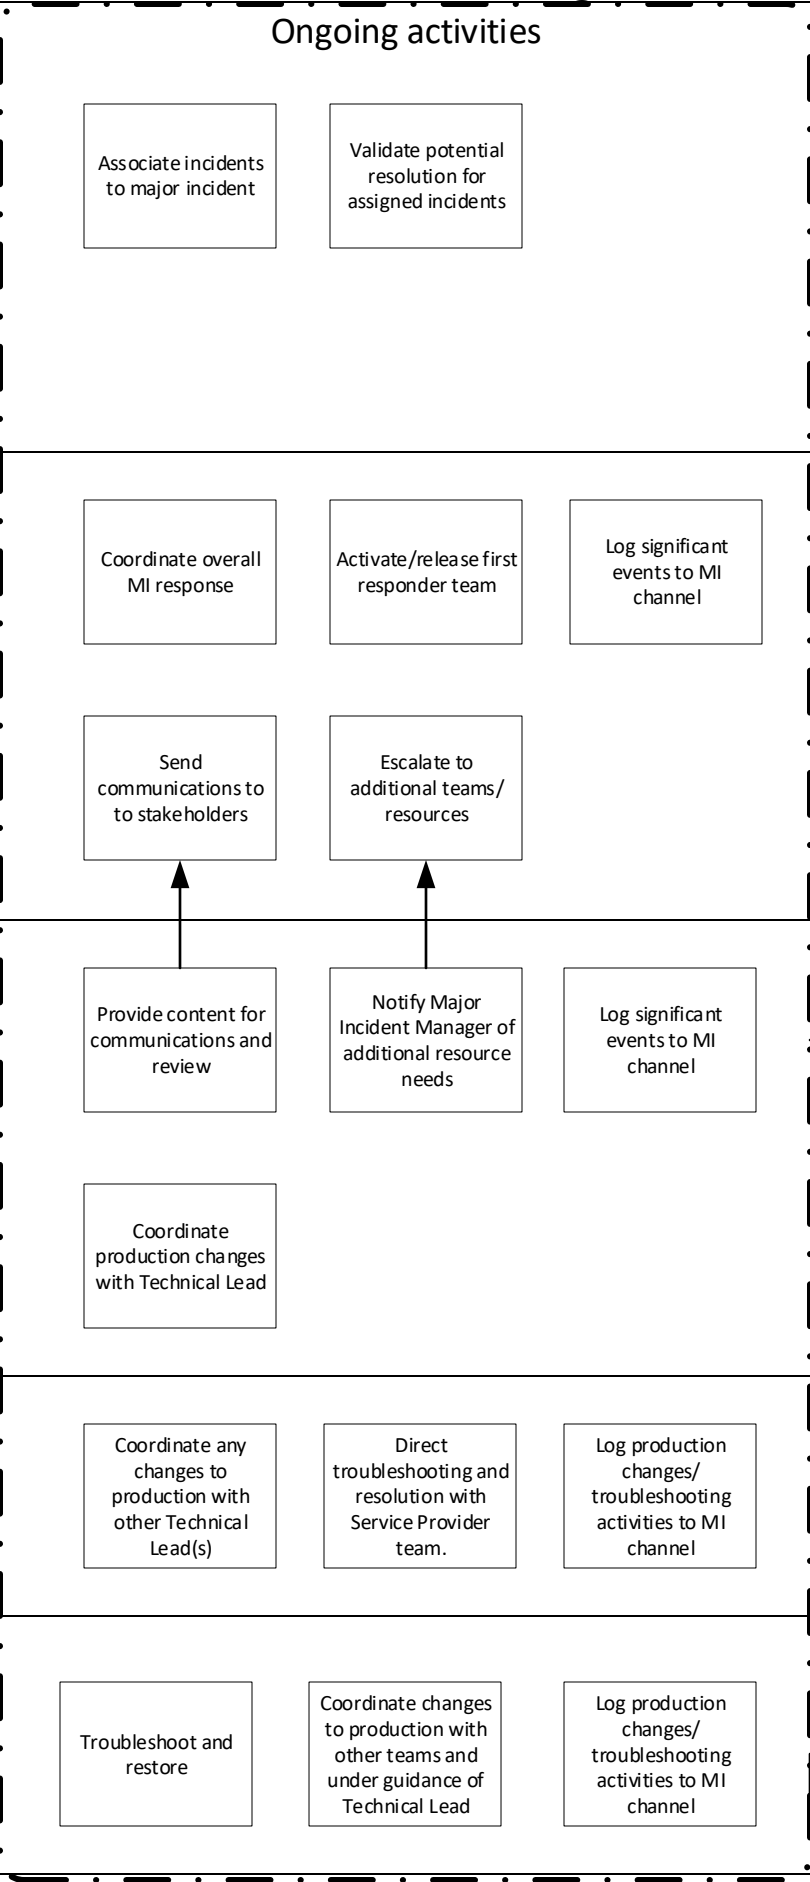 Ongoing activities
Associate incidents
to major incident
Validate potential
resolution for
assigned incidents
Coordinate overall
MI response
Activate/release first
responder team
Log significant
events to MI
channel
Send
communications to
to stakeholders
Escalate to
additional teams/
resources
Provide content for
communications and
review
Notify Major
Incident Manager of
additional resource
needs
Log significant
events to MI
channel
Coordinate
production changes
with Technical Lead
Coordinate any
changes to
production with
other Technical
Lead(s)
Direct
troubleshooting and
resolution with
Service Provider
team.
Log production
changes/
troubleshooting
activities to MI
channel
Troubleshoot and
restore
Coordinate changes
to production with
other teams and
under guidance of
Technical Lead
Log production
changes/
troubleshooting
activities to MI
channel